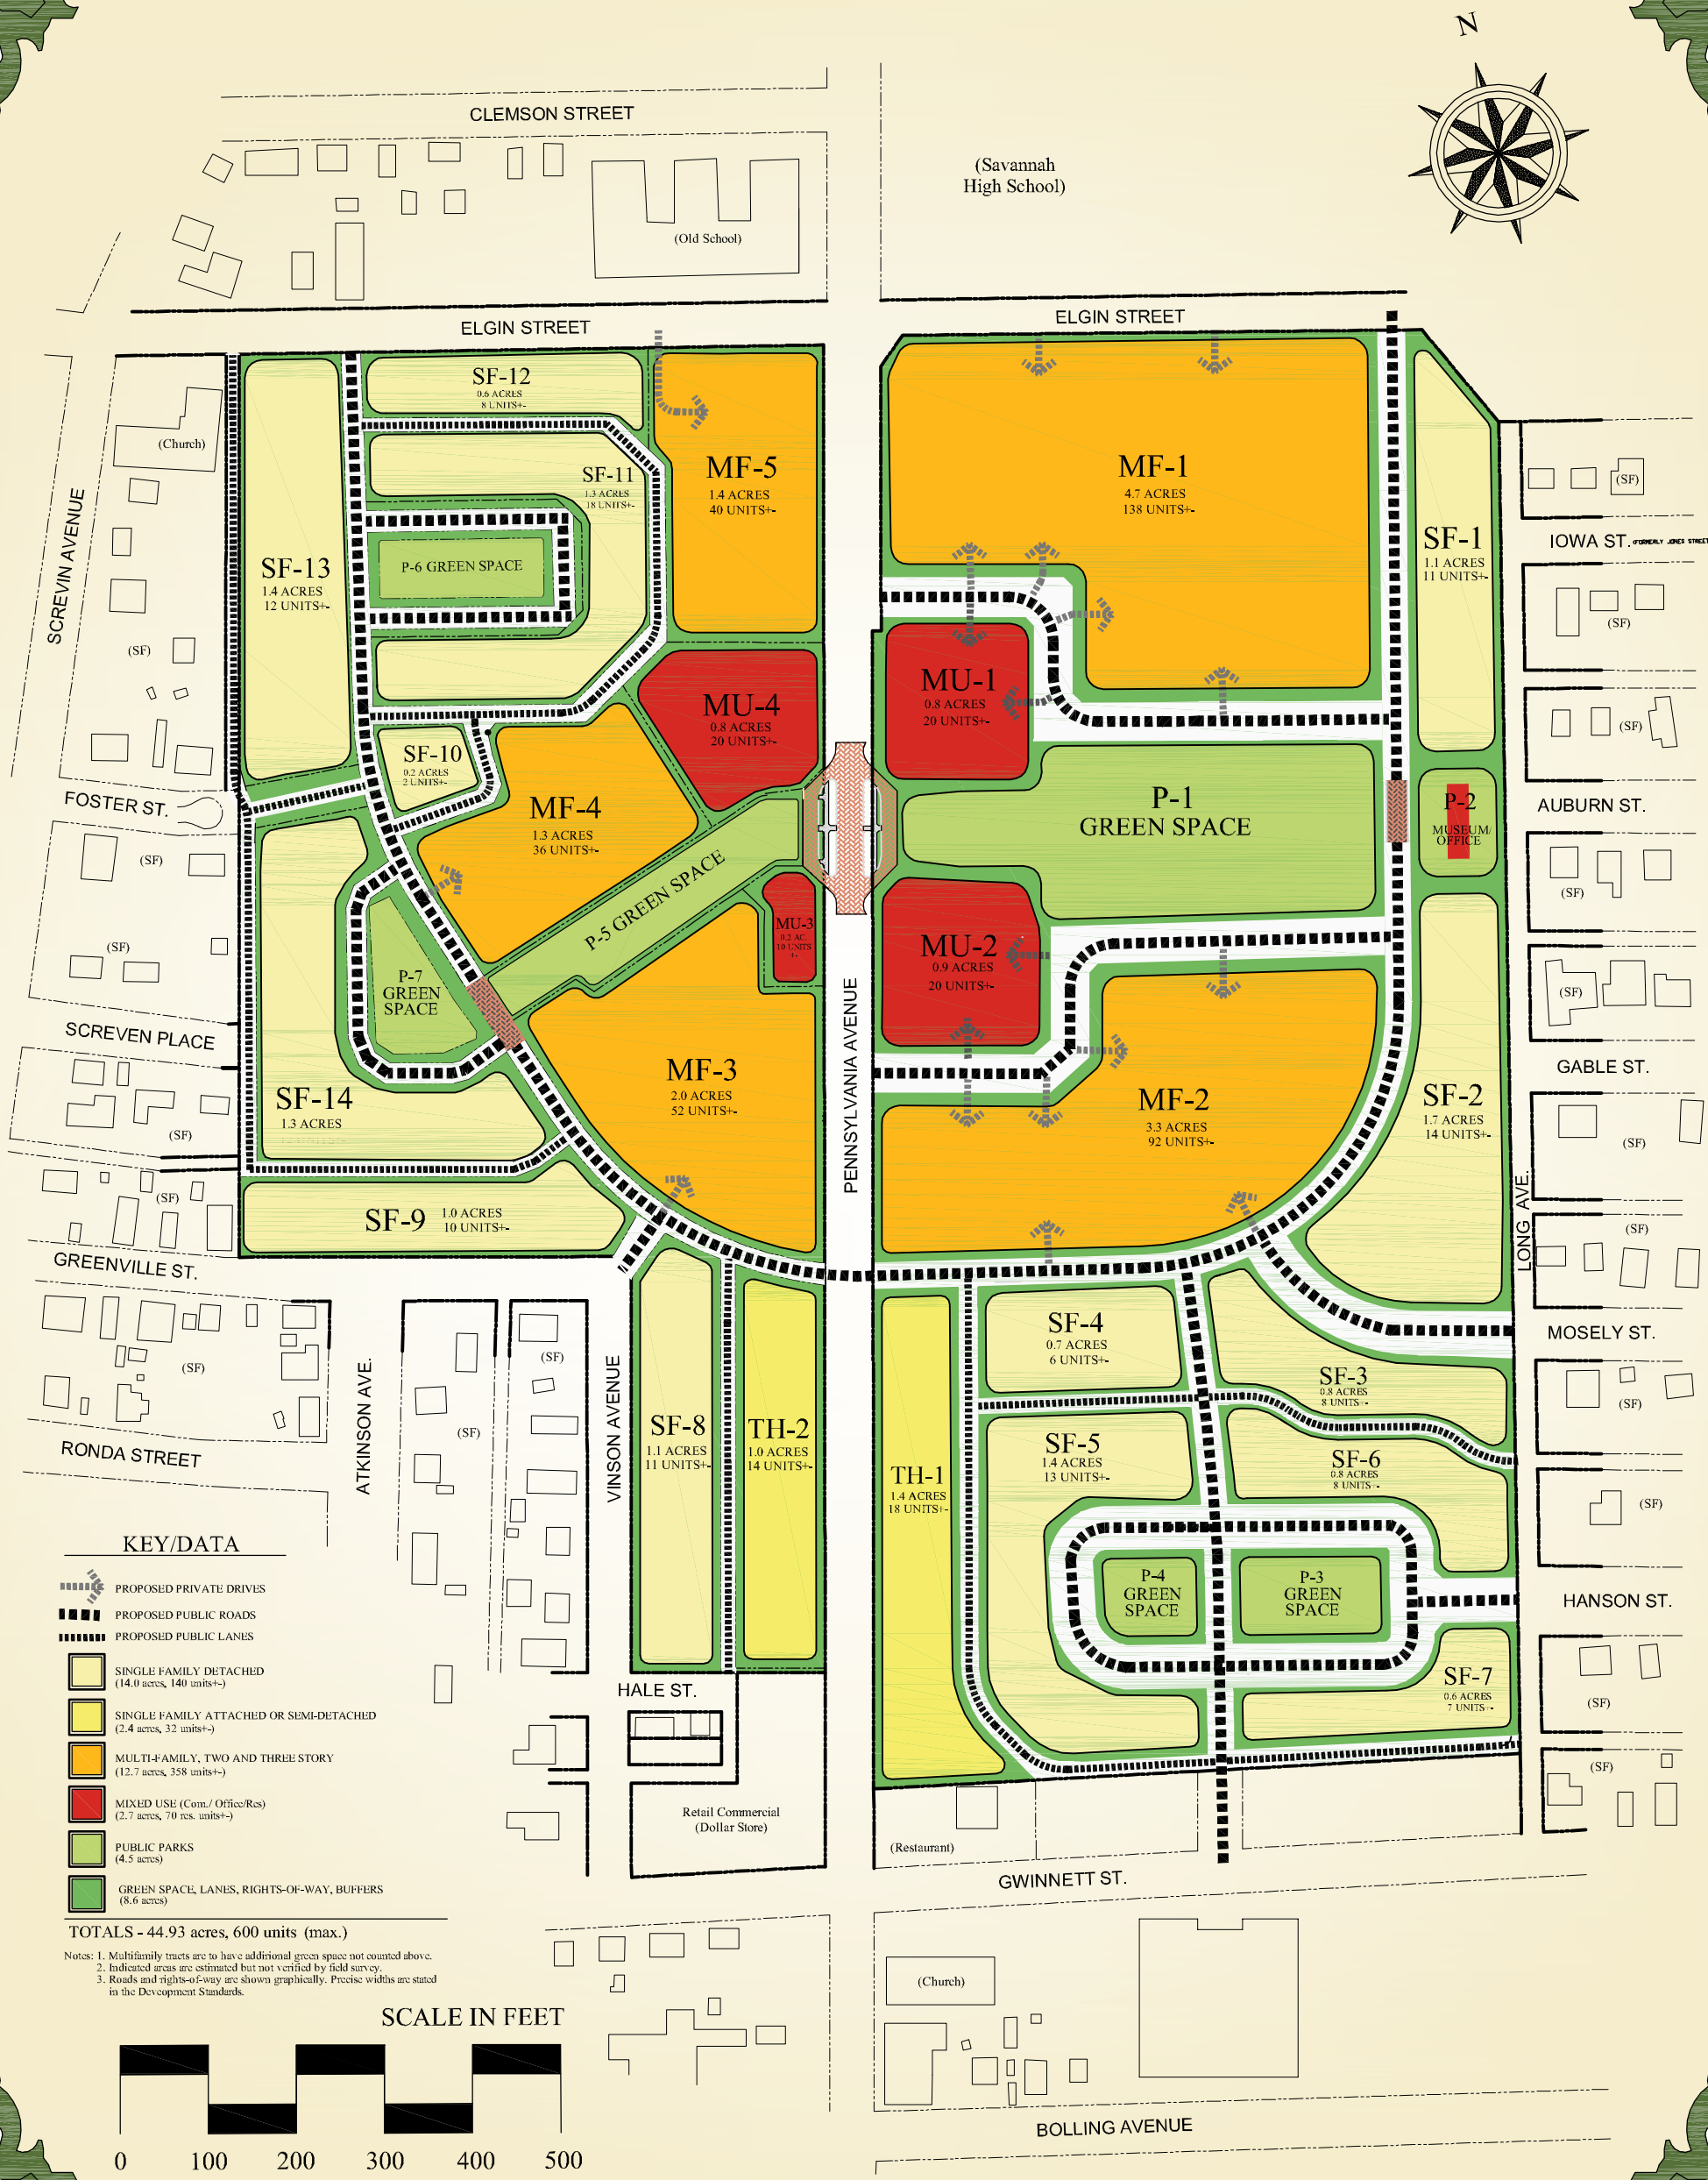 N
CLEMSON STREET
(Savannah
High School)
(Old School)
ELGIN STREET
ELGIN STREET
SCREVIN AVENUE
(Church)
SF-12
0.6 ACRES
8 UNITS+-
SF-11
1.3 ACRES
18 UNITS+-
MF-5
1.4 ACRES
40 UNITS+-
MF-1
4.7 ACRES
138 UNITS+-
(SF)
IOWA ST. (FORMERLY JONES STREET
SF-1
1.1 ACRES
11 UNITS+-
P-6 GREEN SPACE
SF-13
1.4 ACRES
12 UNITS+-
(SF)
(SF)
(SF)
MU-4
0.8 ACRES
20 UNITS+-
MU-1
0.8 ACRES
20 UNITS+-
SF-10
0.2 ACRES
2 UNITS+-
FOSTER ST.
MF-4
1.3 ACRES
36 UNITS+-
P-1
GREEN SPACE
P-2
MUSEUM/
OFFICE
AUBURN ST.
(SF)
(SF)
P-5 GREEN SPACE
MU-3
0.2 AC.
10 UNITS
+-
MU-2
0.9 ACRES
20 UNITS+-
(SF)
P-7
GREEN
SPACE
(SF)
SCREVEN PLACE
PENNSYLVANIA AVENUE
GABLE ST.
MF-3
2.0 ACRES
52 UNITS+-
MF-2
3.3 ACRES
92 UNITS+-
SF-2
1.7 ACRES
14 UNITS+-
SF-14
1.3 ACRES
(SF)
(SF)
(SF)
SF-9
1.0 ACRES
10 UNITS+-
LONG AVE.
(SF)
GREENVILLE ST.
MOSELY ST.
SF-4
0.7 ACRES
6 UNITS+-
(SF)
(SF)
ATKINSON AVE.
VINSON AVENUE
SF-3
0.8 ACRES
8 UNITS+-
(SF)
(SF)
SF-8
1.1 ACRES
11 UNITS+-
TH-2
1.0 ACRES
14 UNITS+-
RONDA STREET
SF-5
1.4 ACRES
13 UNITS+-
SF-6
0.8 ACRES
8 UNITS+-
TH-1
1.4 ACRES
18 UNITS+-
(SF)
P-4
GREEN
SPACE
P-3
GREEN
SPACE
HANSON ST.
SF-7
0.6 ACRES
7 UNITS+-
(SF)
HALE ST.
(SF)
Retail Commercial
(Dollar Store)
(Restaurant)
GWINNETT ST.
(Church)
BOLLING AVENUE
KEY/DATA
PROPOSED PRIVATE DRIVES
PROPOSED PUBLIC ROADS
PROPOSED PUBLIC LANES
SINGLE FAMILY DETACHED
(14.0 acres, 140 units+-)
SINGLE FAMILY ATTACHED OR SEMI-DETACHED
(2.4 acres, 32 units+-)
MULTI-FAMILY, TWO AND THREE STORY
(12.7 acres, 358 units+-)
MIXED USE (Com./ Office/Res)
(2.7 acres, 70 res. units+-)
PUBLIC PARKS
(4.5 acres)
GREEN SPACE, LANES, RIGHTS-OF-WAY, BUFFERS
(8.6 acres)
TOTALS - 44.93 acres, 600 units (max.)
Notes: 1. Multifamily tracts are to have additional green space not counted above.
2. Indicated areas are estimated but not verified by field survey.
3. Roads and rights-of-way are shown graphically. Precise widths are stated
in the Deveopment Standards.
SCALE IN FEET
0 100 200 300 400 500